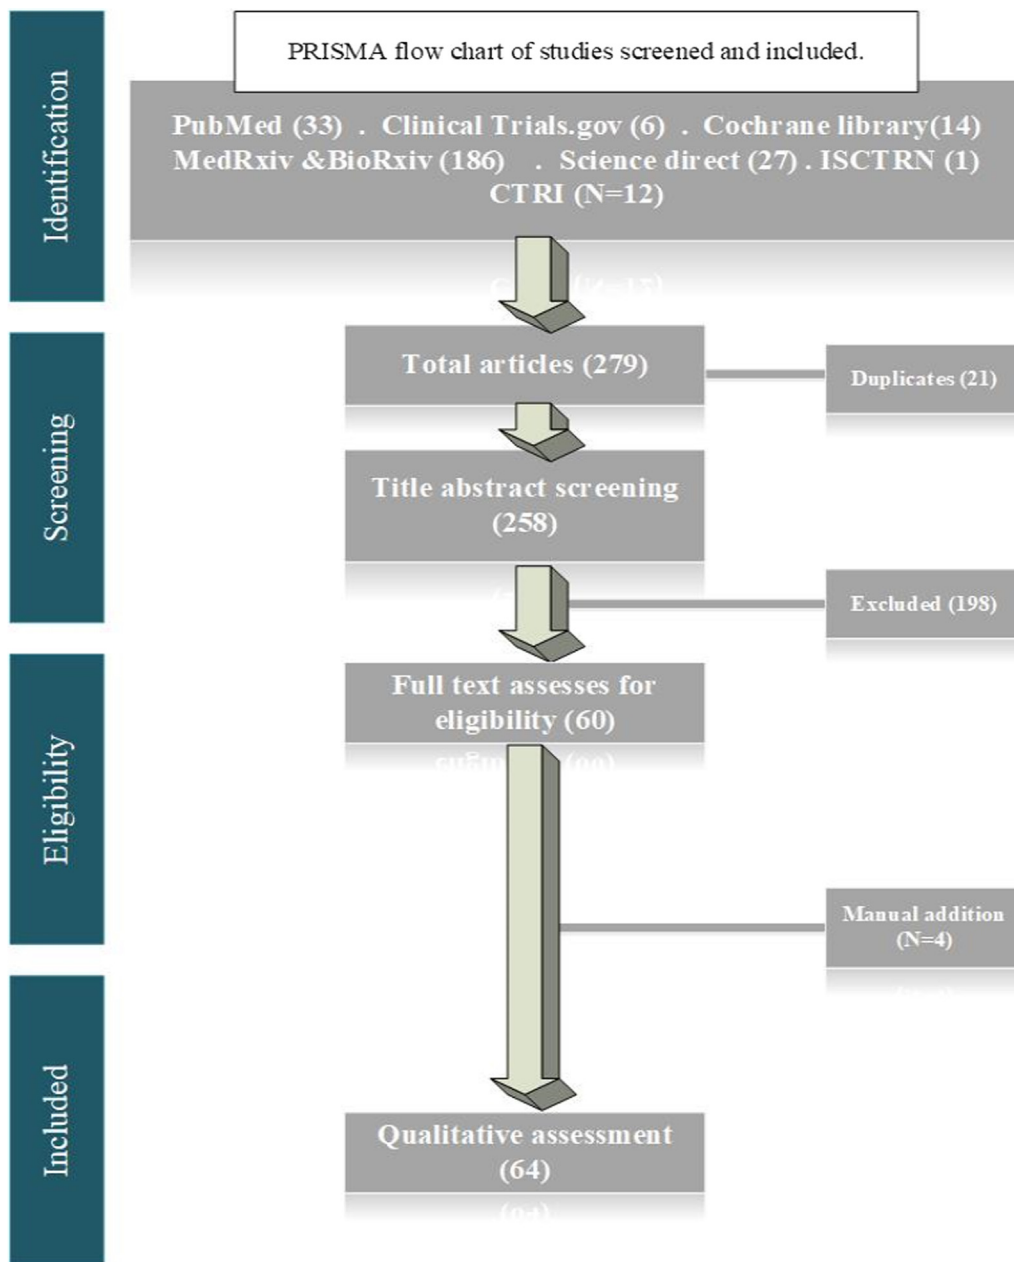 PRISMA flow chart of studies screened and included.
Identification
PubMed (33) . Clinical Trials.gov (6) . Cochrane library(14)
MedRxiv &BioRxiv (186) . Science direct (27) . ISCTRN (1)
CTRI (N=12)
Screening
Total articles (279)
Duplicates (21)
Title abstract screening
(258)
Excluded (198)
Eligibility
Full text assesses for
eligibility (60)
Manual addition
(N=4)
Included
Qualitative assessment
(64)